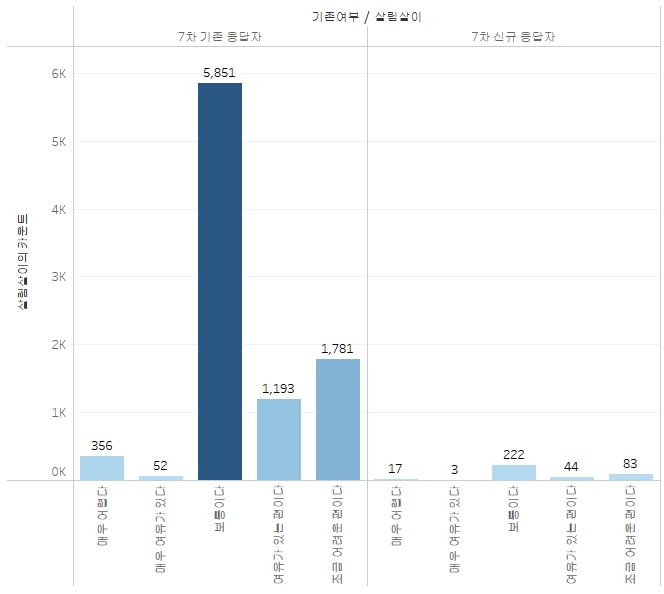 기존여부 / 살림살이
7차 기존 응답자
7차 신규 응답자
살림살이의 카운트
6K
5K
4K
3K
2K
1K
0K
356
52
5,851
1,193
1,781
17
3
222
44
83
매우 어렵다
매우 여유가 있다
보통이다
여유가 있는 편이다
조금 어려운 편이다
매우 어렵다
매우 여유가 있다
보통이다
여유가 있는 편이다
조금 어려운 편이다